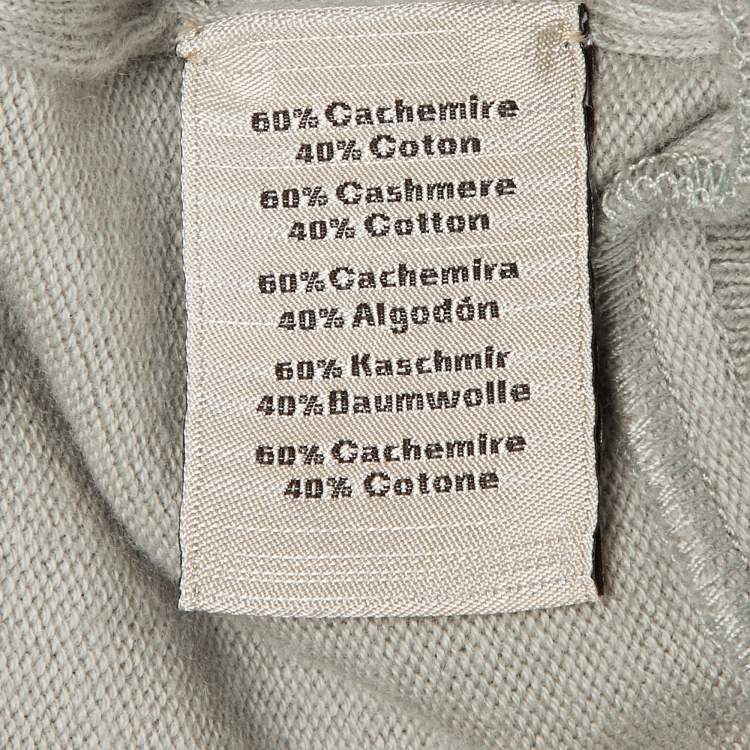 60% Cachemire
40% Coton
60% Cashmere
40% Cotton
60% Cachemira
40% Algodón
60% Kaschmir
40% Baumwolle
60% Cachemire
40% Cotone